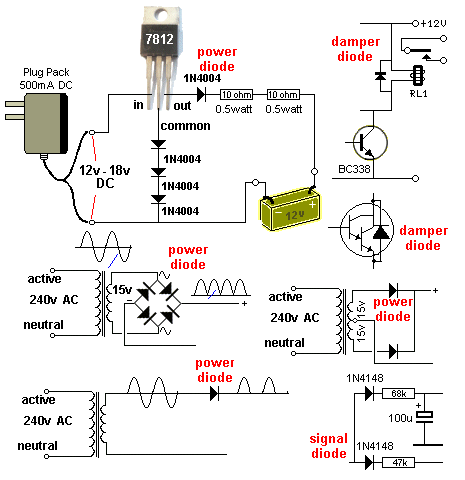 Plug Pack
500mA DC
7812
power
diode
1N4004
in
out
10 ohm
10 ohm
0.5watt
0.5watt
common
1N4004
1N4004
1N4004
12v - 18v
DC
- +
12v
damper
diode
+12V
RL1
BC338
damper
diode
active
240v AC
neutral
15v
power
diode
-
+
active
240v AC
neutral
15v
15v
power
diode
+
-
active
240v AC
neutral
power
diode
1N4148
68k
+
100u
1N4148
47k
signal
diode